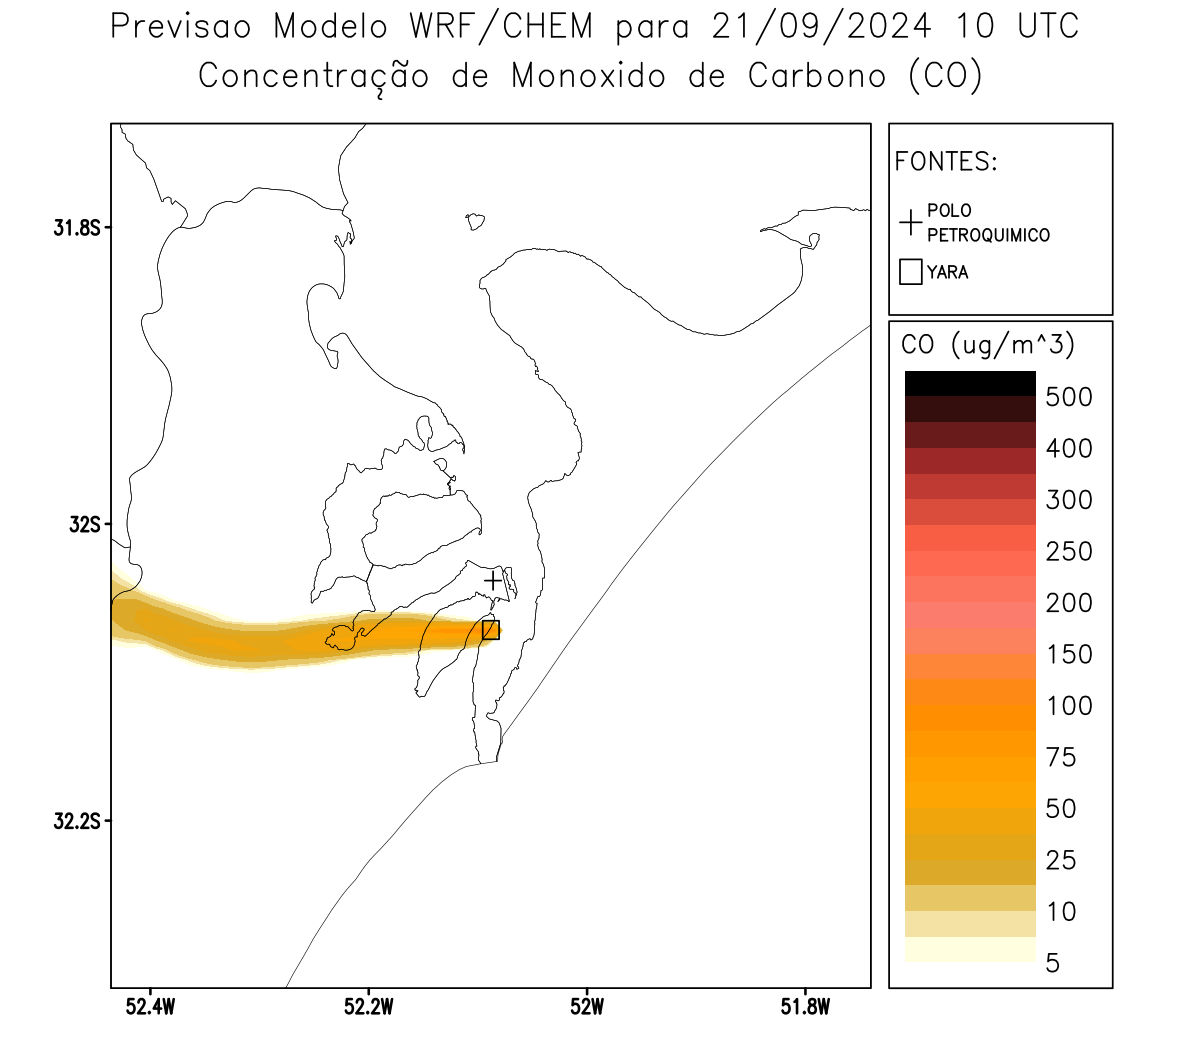 Previsao Modelo WRF/CHEM para 21/09/2024 10 UTC
Concentração de Monoxido de Carbono (CO)
FONTES:
POLO
PETROQUIMICO
YARA
CO (ug/m^3)
500
400
300
250
200
150
100
75
50
25
10
5
31.8S
32S
32.2S
52.4W
52.2W
52W
51.8W